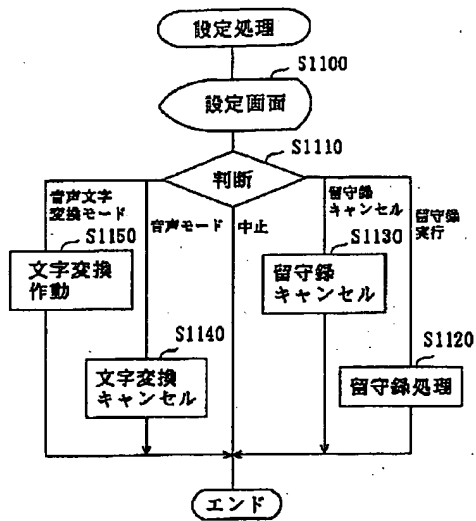 設定処理
S1100
設定画面
S1110
判断
音声文字
変換モード
音声モード
中止
留守録
キャンセル
留守録
実行
S1150
文字変換
作動
S1130
留守録
キャンセル
S1140
文字変換
キャンセル
S1120
留守録処理
エンド